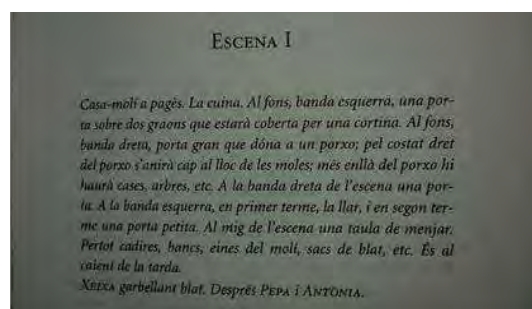 ESCENA I
Casa-molí a pagès. La cuina. Al fons, banda esquerra, una por-
ta sobre dos graons que estarà coberta per una cortina. Al fons,
banda dreta, porta gran que dóna a un porxo; pel costat dret
del porxo s'anirà cap al lloc de les moles; més enllà del porxo hi
haurà cases, arbres, etc. A la banda dreta de l'escena una por-
ta. A la banda esquerra, en primer terme, la llar, i en segon ter-
me una porta petita. Al mig de l'escena una taula de menjar.
Pertot cadires, bancs, eines del molí, sacs de blat, etc. És al
caient de la tarda.
XEIXA garbellant blat. Després PEPA i ANTÒNIA.